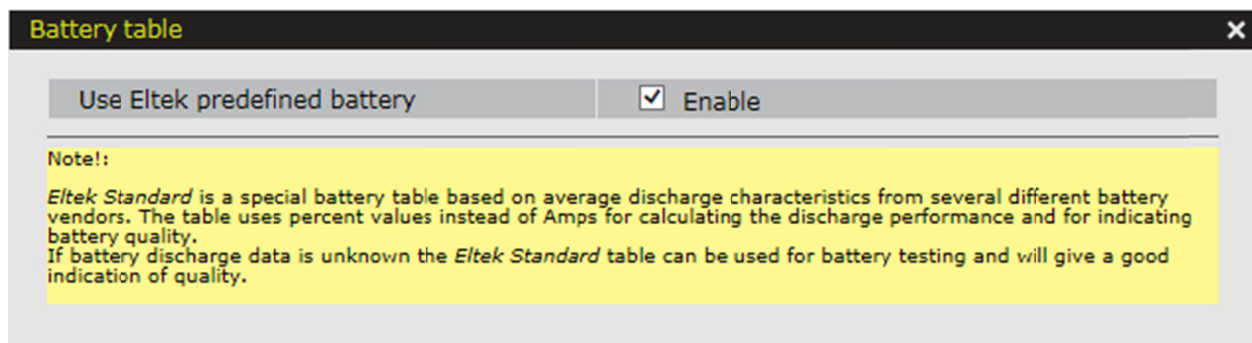 Battery table
Use Eltek predefined battery Enable
Note!:
Eltek Standard is a special battery table based on average discharge characteristics from several different battery
vendors. The table uses percent values instead of Amps for calculating the discharge performance and for indicating
battery quality.
If battery discharge data is unknown the Eltek Standard table can be used for battery testing and will give a good
indication of quality.